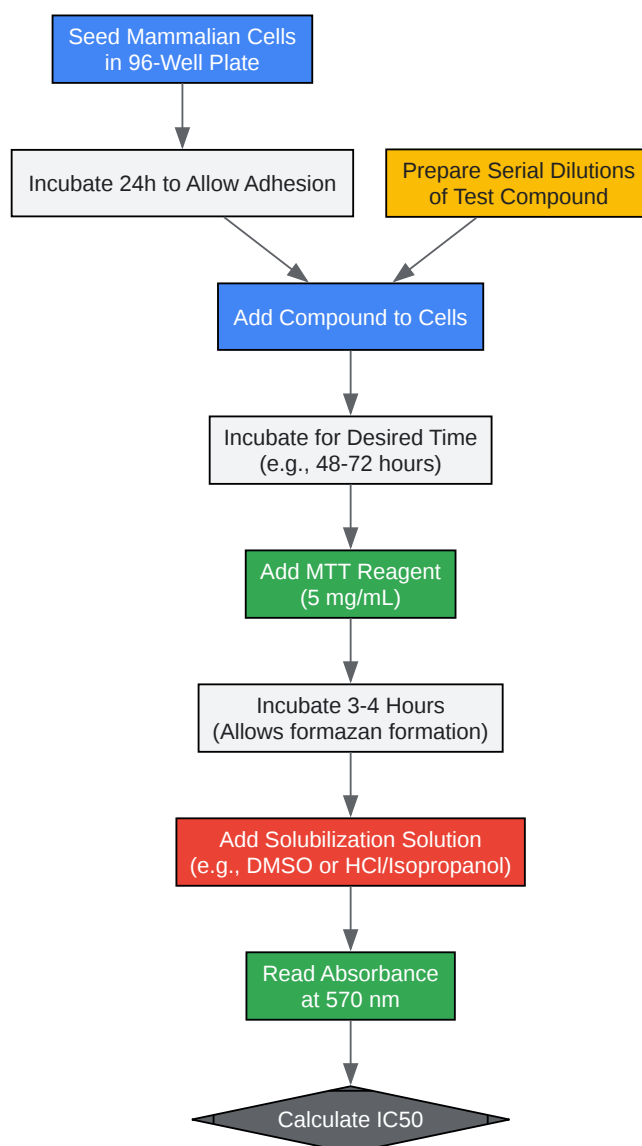 Seed Mammalian Cells
in 96-Well Plate
Incubate 24h to Allow Adhesion
Prepare Serial Dilutions
of Test Compound
Add Compound to Cells
Incubate for Desired Time
(e.g., 48-72 hours)
Add MTT Reagent
(5 mg/mL)
Incubate 3-4 Hours
(Allows formazan formation)
Add Solubilization Solution
(e.g., DMSO or HCl/Isopropanol)
Read Absorbance
at 570 nm
Calculate IC50